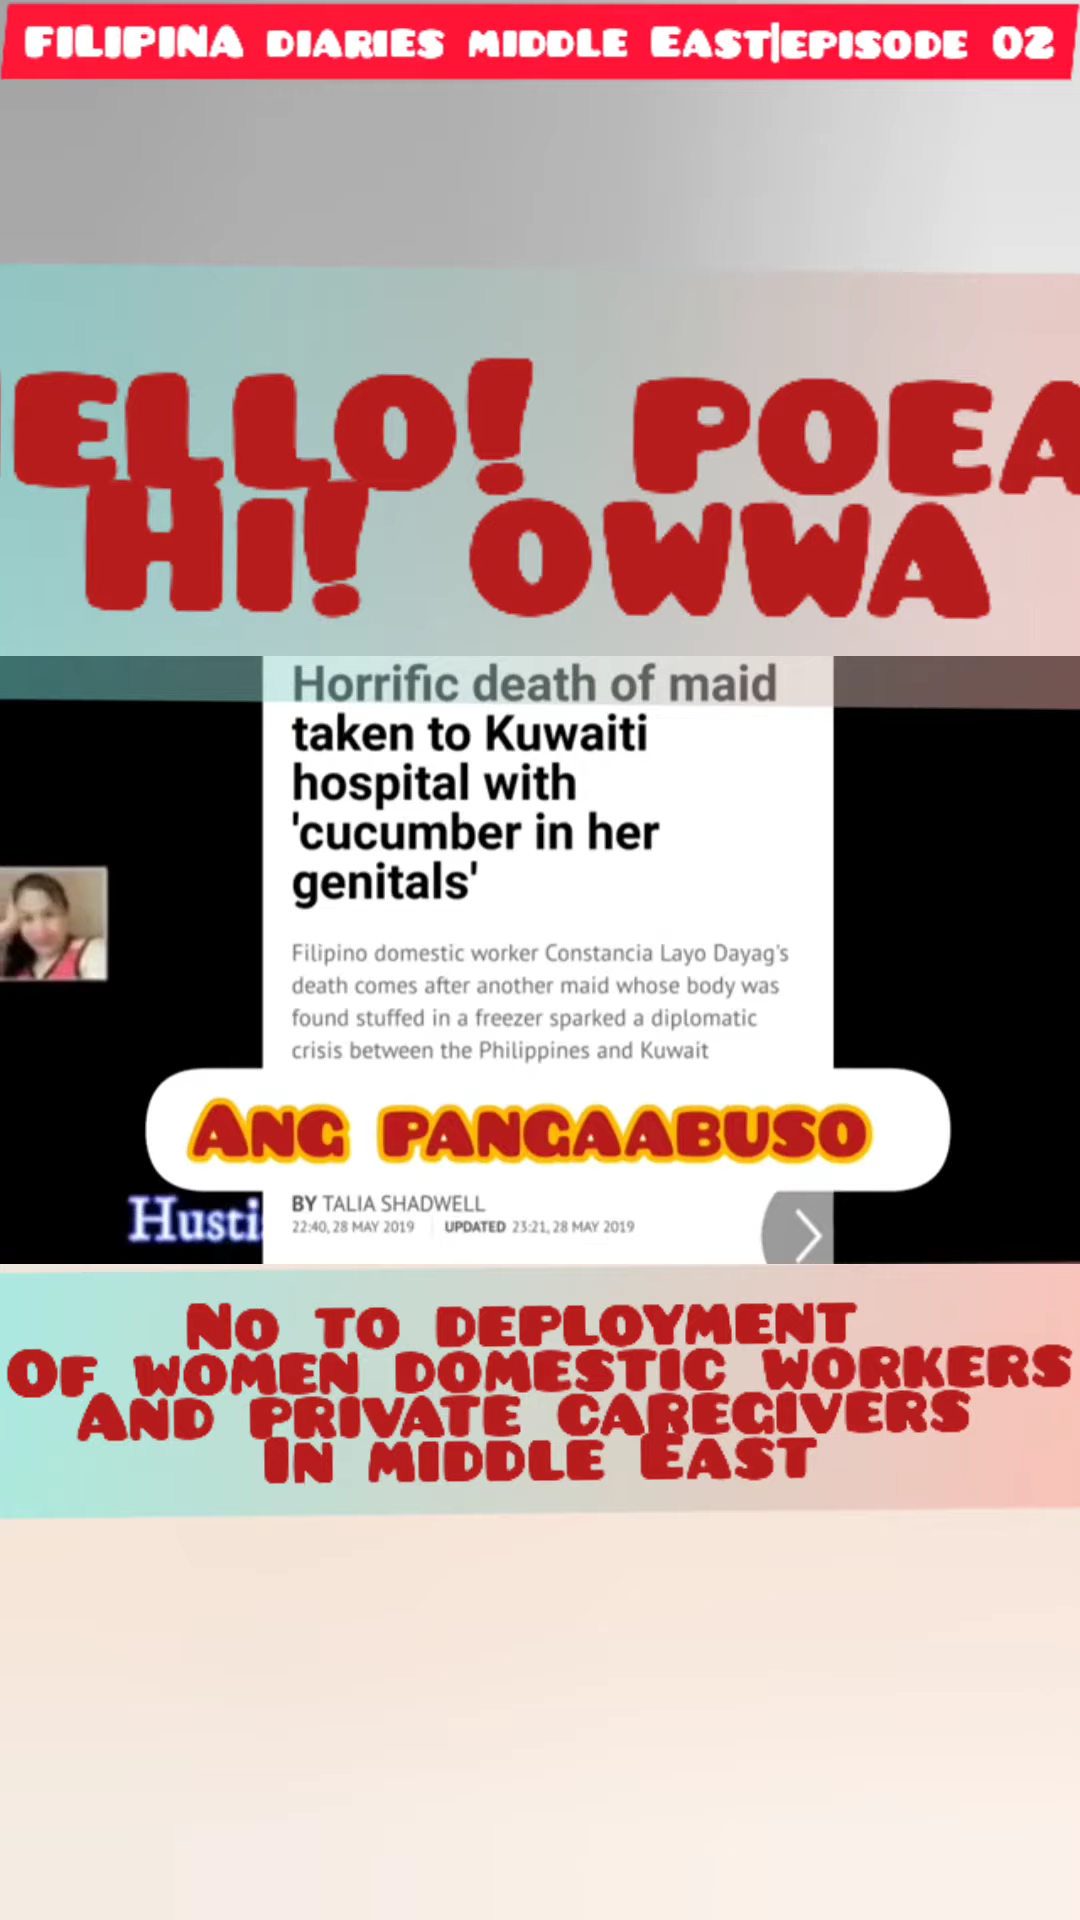 FILIPINA DIARIES MIDDLE EAST|EPISODE 02
ELLO! POEA
HI! OWWA
Horrific death of maid
taken to Kuwaiti
hospital with
'cucumber in her
genitals'
Filipino domestic worker Constancia Layo Dayag's
death comes after another maid whose body was
found stuffed in a freezer sparked a diplomatic
crisis between the Philippines and Kuwait
ANG PANGAABUSO
Husti
BY TALIA SHADWELL
22:40, 28 MAY 2019 UPDATED 23:21, 28 MAY 2019
NO TO DEPLOYMENT
OF WOMEN DOMESTIC WORKERS
AND PRIVATE CAREGIVERS
IN MIDDLE EAST